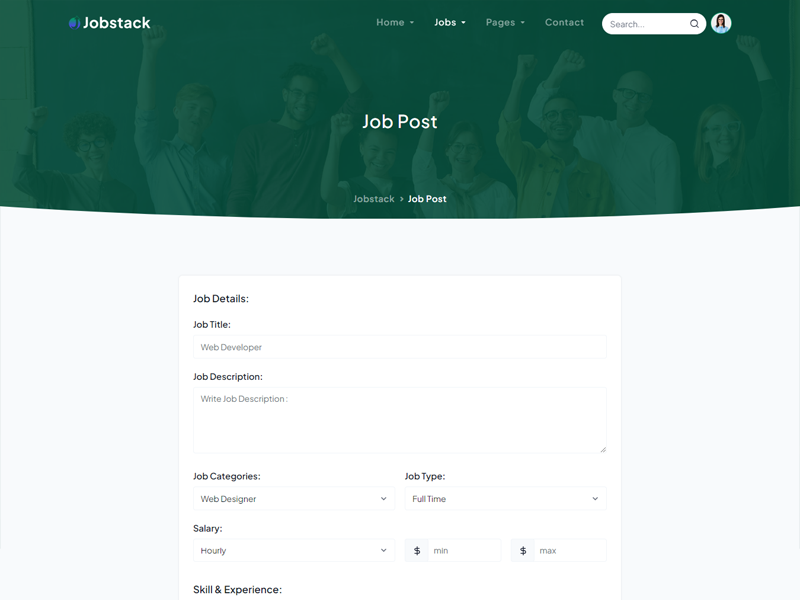 Jobstack Home Jobs Pages Contact Search...
Job Post
Jobstack > Job Post
Job Details:
Job Title:
Web Developer
Job Description:
Write Job Description :
Job Categories: Job Type:
Web Designer Full Time
Salary:
Hourly $ min $ max
Skill & Experience: